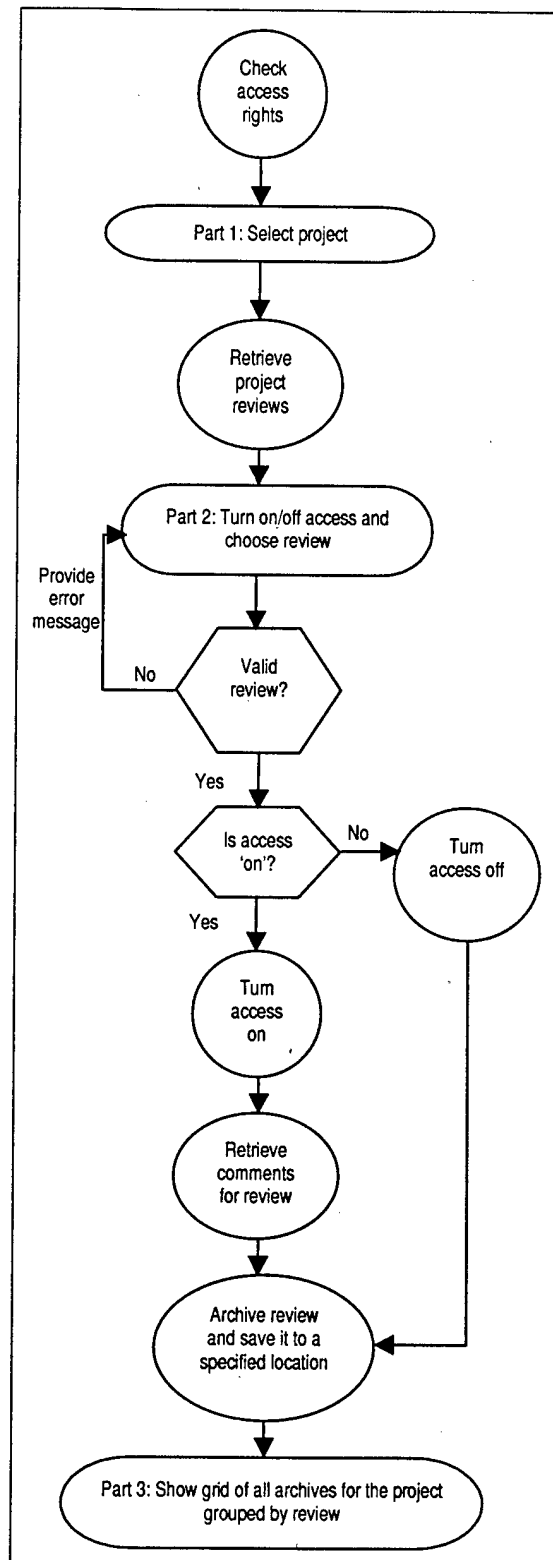 Check
access
rights
Part 1: Select project
Retrieve
project
reviews
Part 2: Turn on/off access and
choose review
Provide
error
message
No
Valid
review?
Yes
Is access
'on'?
No
Turn
access off
Yes
Turn
access
on
Retrieve
comments
for review
Archive review
and save it to a
specified location
Part 3: Show grid of all archives for the project
grouped by review